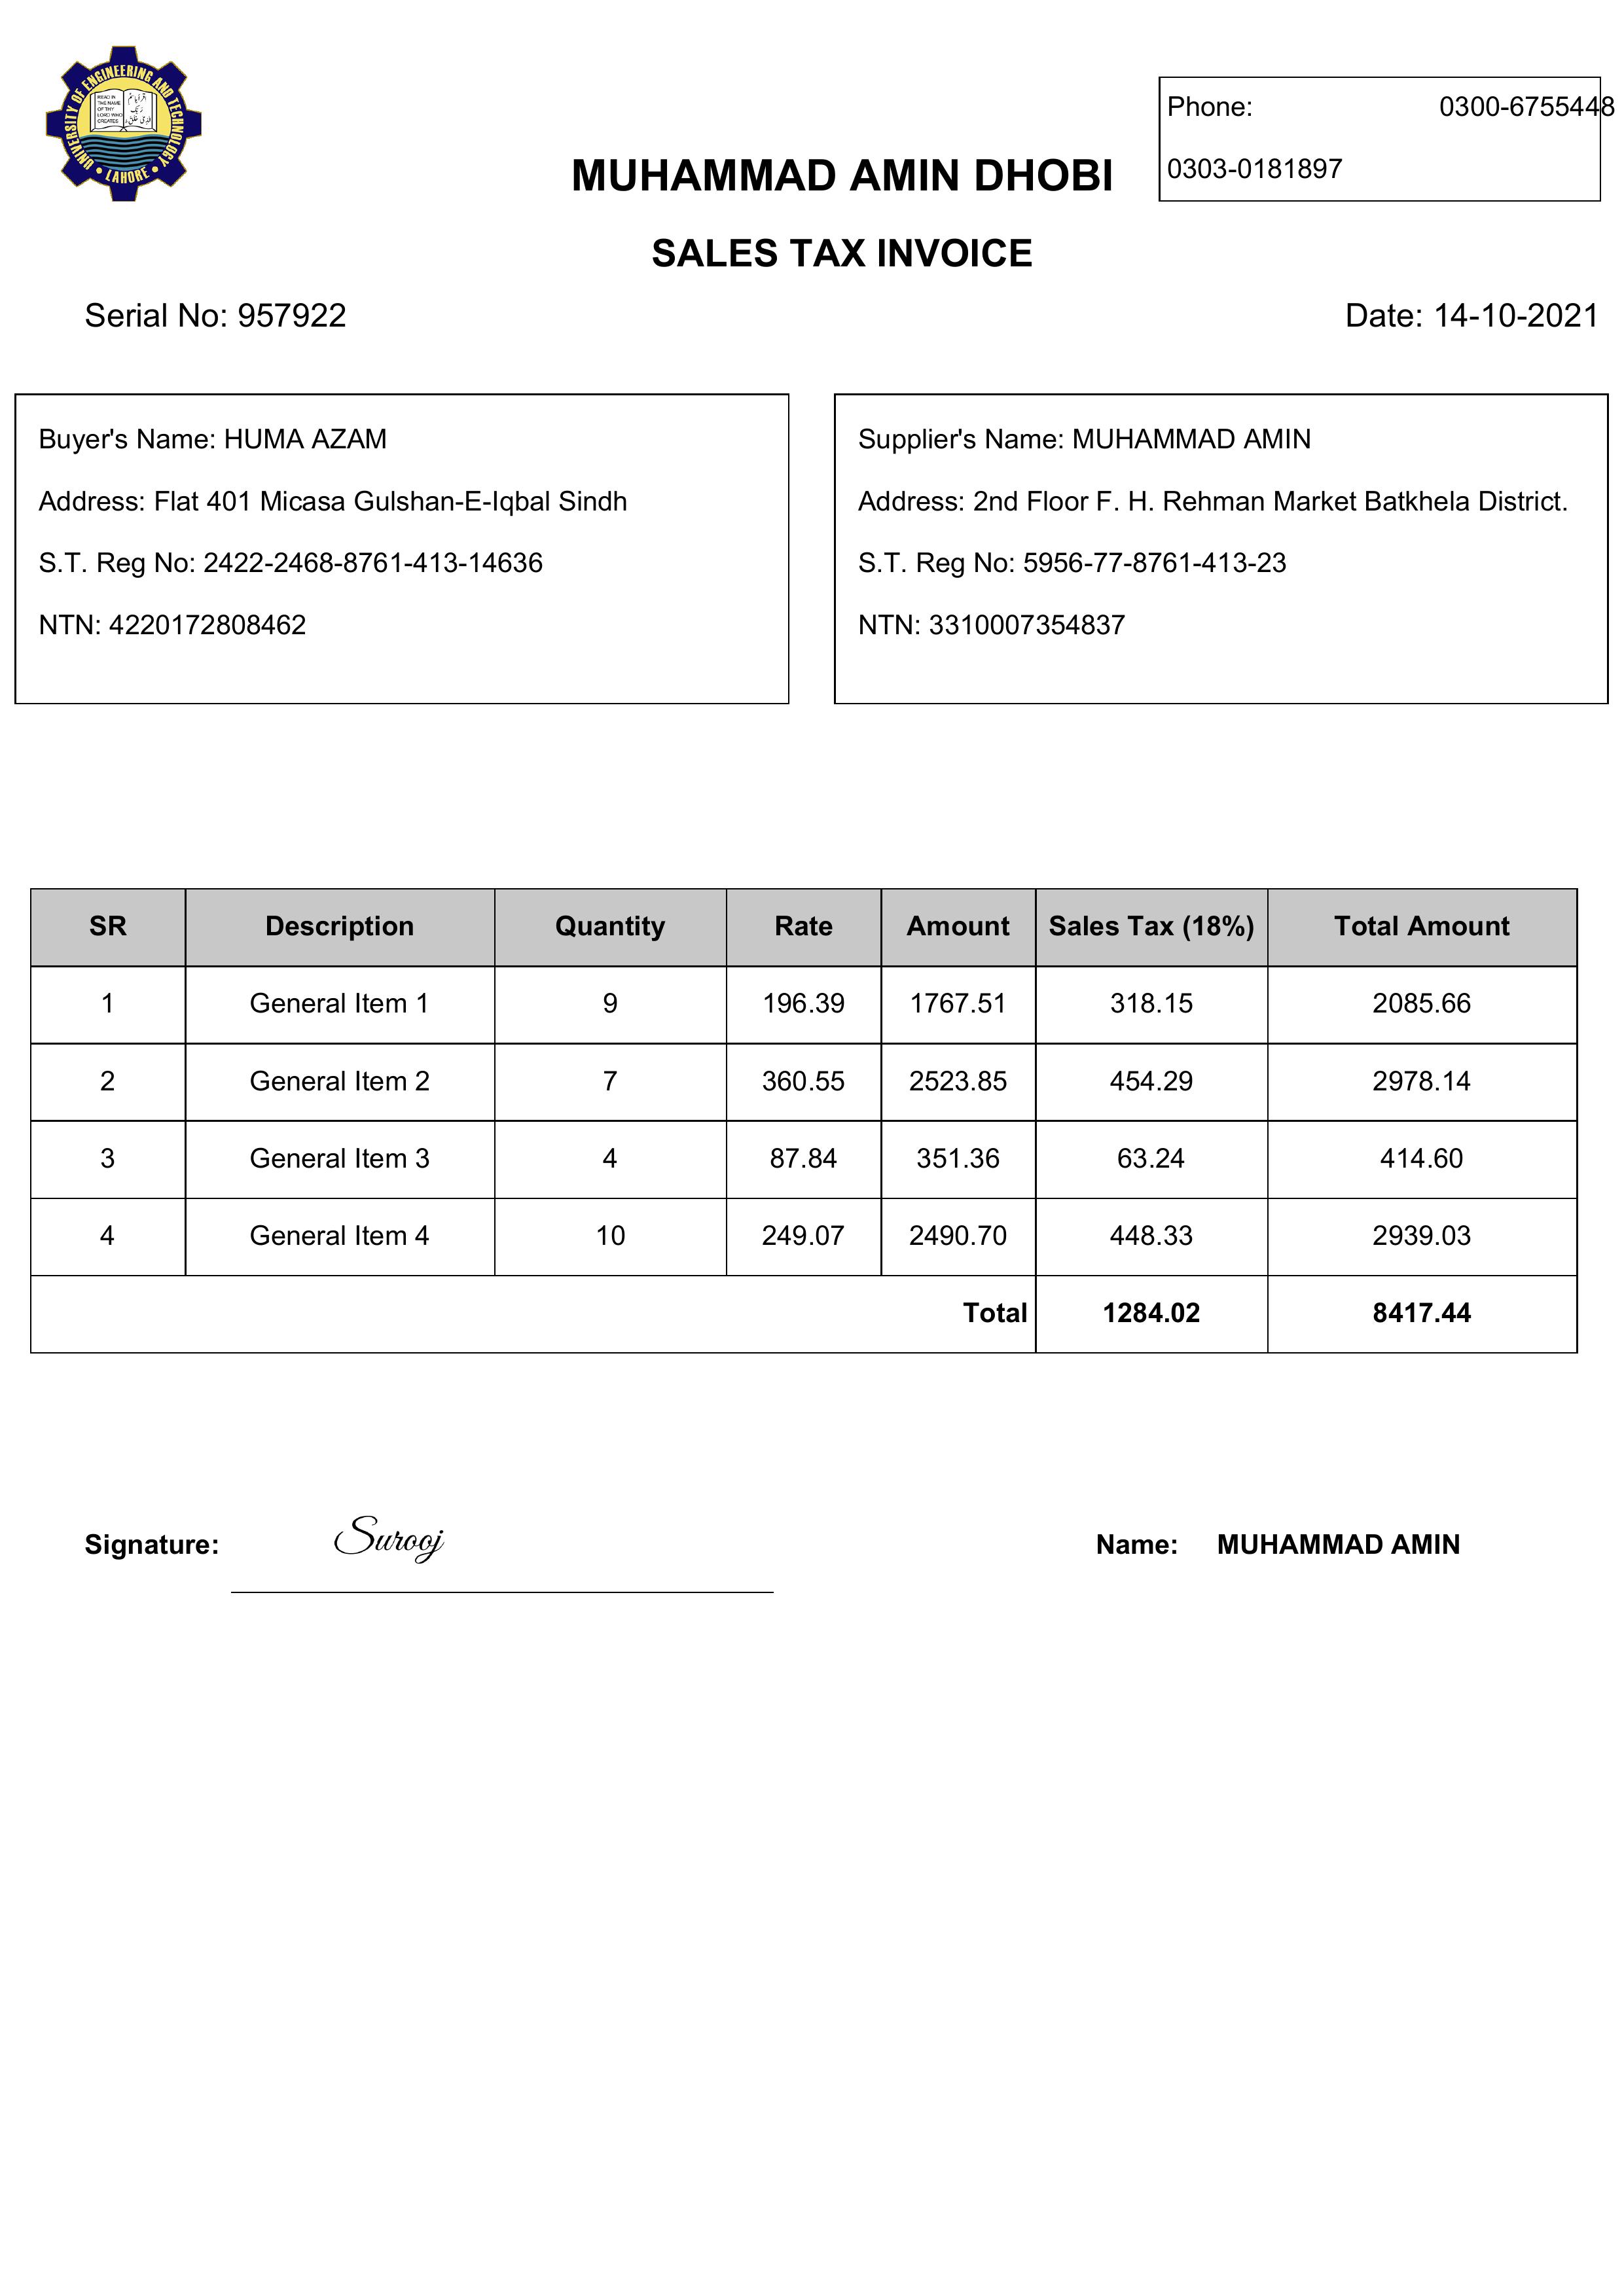 UNIVERSITY OF ENGINEERING AND TECHNOLOGY
LAHORE
READ IN
THE NAME
OF THY
LORD WHO
CREATES
Phone: 0300-6755448
0303-0181897
MUHAMMAD AMIN DHOBI
SALES TAX INVOICE
Serial No: 957922 Date: 14-10-2021
Buyer's Name: HUMA AZAM
Address: Flat 401 Micasa Gulshan-E-Iqbal Sindh
S.T. Reg No: 2422-2468-8761-413-14636
NTN: 4220172808462
Supplier's Name: MUHAMMAD AMIN
Address: 2nd Floor F. H. Rehman Market Batkhela District.
S.T. Reg No: 5956-77-8761-413-23
NTN: 3310007354837
SR Description Quantity Rate Amount Sales Tax (18%) Total Amount
1 General Item 1 9 196.39 1767.51 318.15 2085.66
2 General Item 2 7 360.55 2523.85 454.29 2978.14
3 General Item 3 4 87.84 351.36 63.24 414.60
4 General Item 4 10 249.07 2490.70 448.33 2939.03
Total 1284.02 8417.44
Signature: Surooj Name: MUHAMMAD AMIN